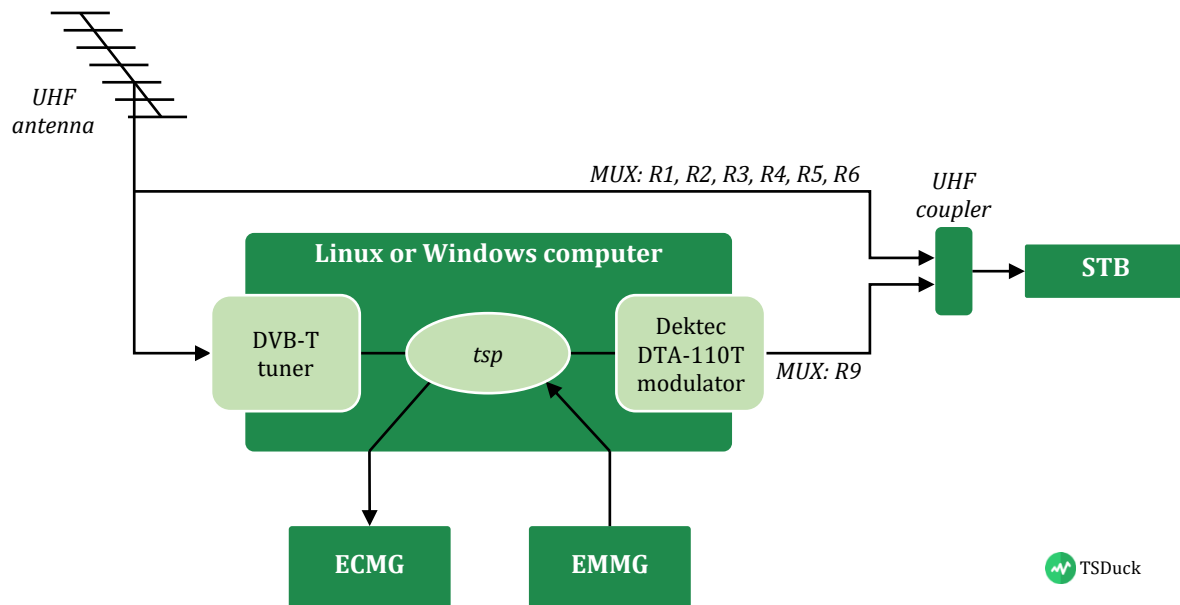 UHF
antenna
MUX: R1, R2, R3, R4, R5, R6
UHF
coupler
Linux or Windows computer
STB
DVB-T
tuner
tsp
Dektec
DTA-110T
modulator
MUX: R9
ECMG
EMMG
TSDuck